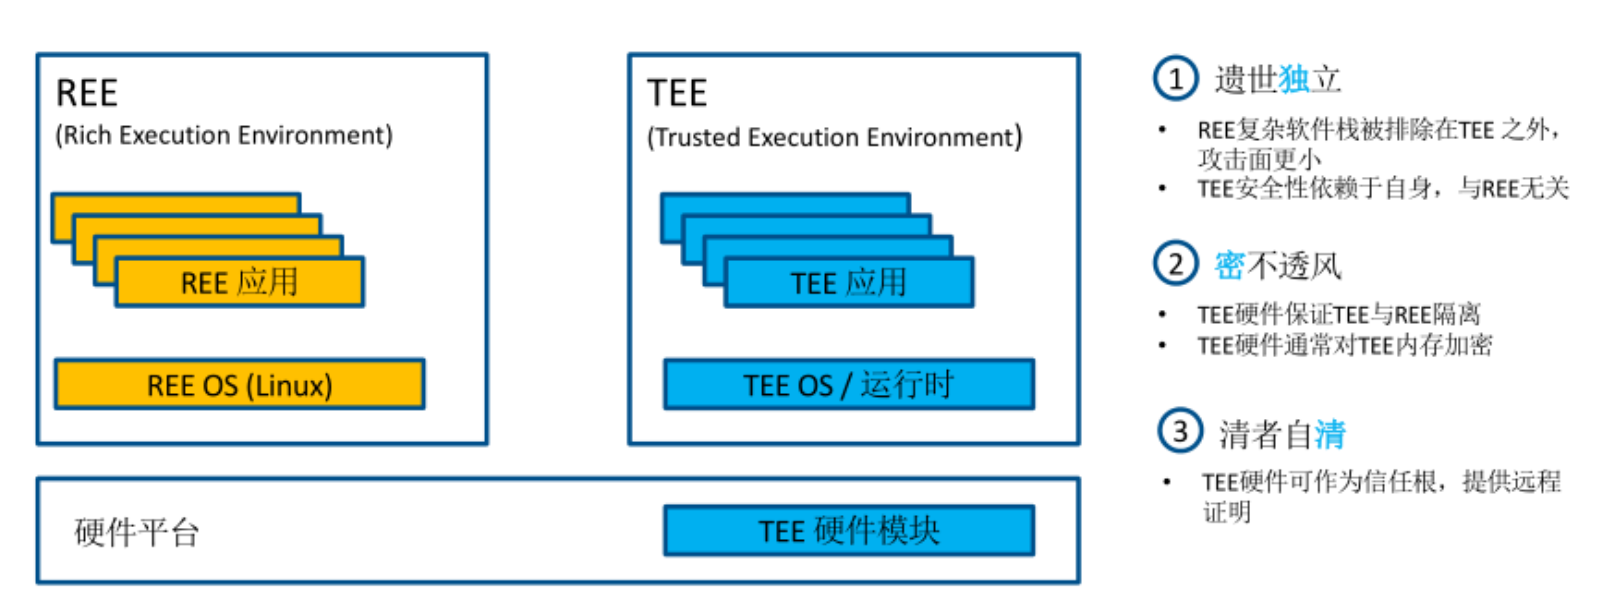 REE
(Rich Execution Environment)
REE 应用
REE OS (Linux)
TEE
(Trusted Execution Environment)
TEE 应用
TEE OS / 运行时
硬件平台
TEE 硬件模块
① 遗世独立
• REE复杂软件栈被排除在TEE 之外，
攻击面更小
• TEE安全性依赖于自身，与REE无关
② 密不透风
• TEE硬件保证TEE与REE隔离
• TEE硬件通常对TEE内存加密
③ 清者自清
• TEE硬件可作为信任根，提供远程
证明